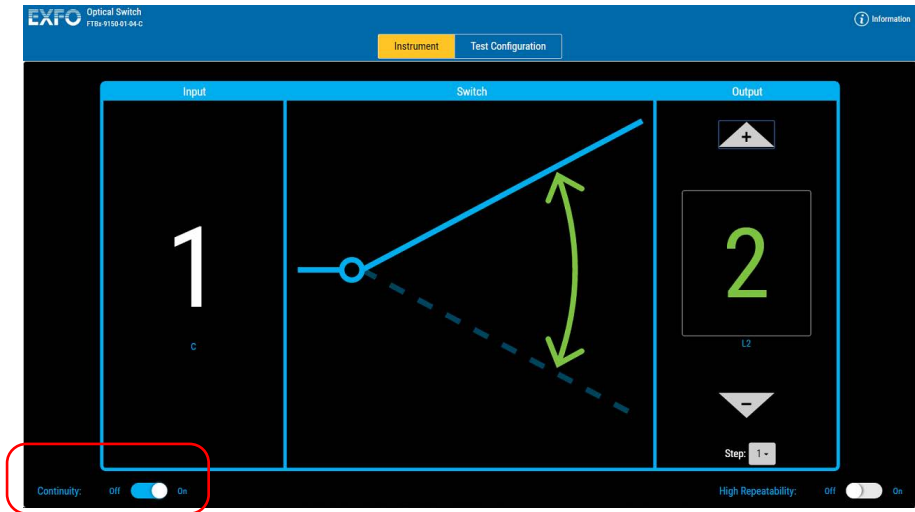 EXFO
Optical Switch
FTBx-9150-01-04-C
Information
Instrument
Test Configuration
Input
Switch
Output
+
1
2
C
L2
-
Step: 1
Continuity: Off On
High Repeatability: Off On